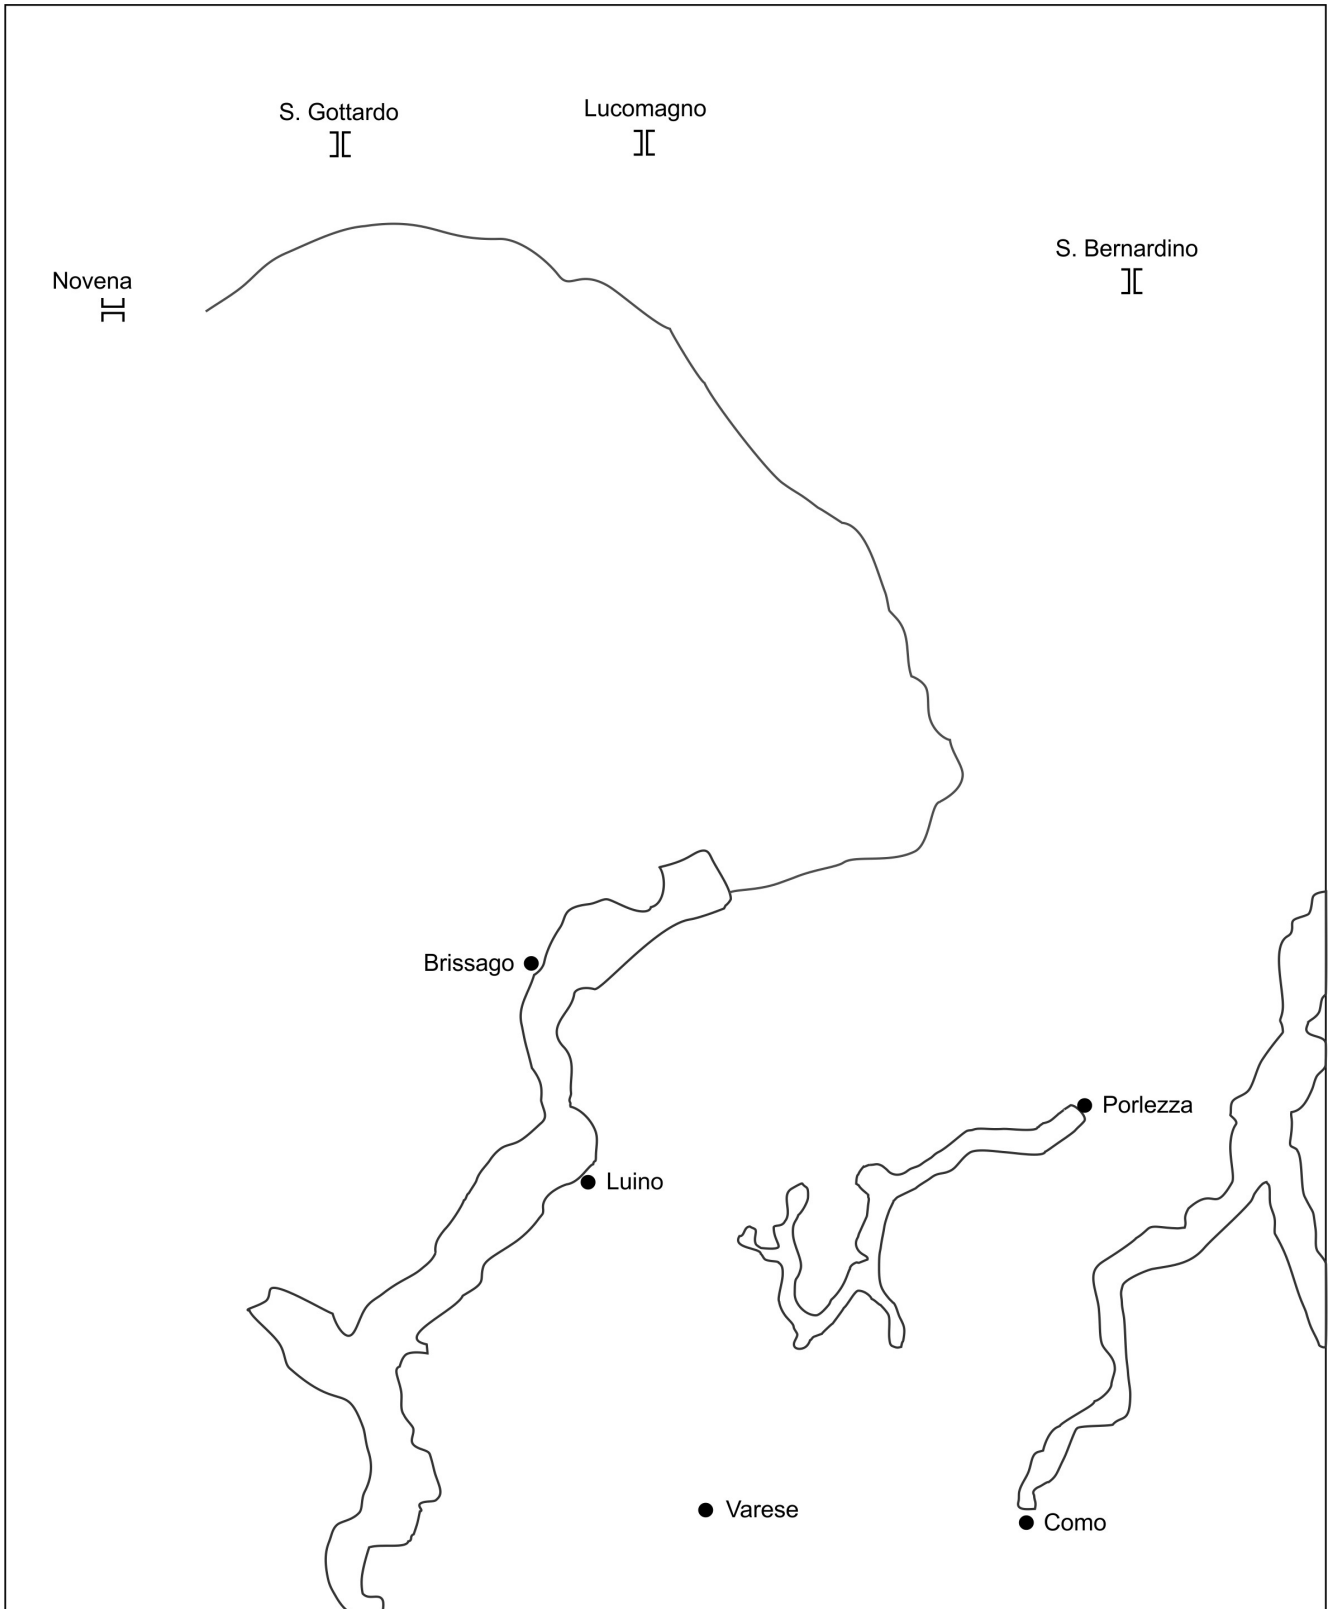 Lucomagno
S. Gottardo
S. Bernardino
Novena
Brissago
Porlezza
Luino
Varese
Como